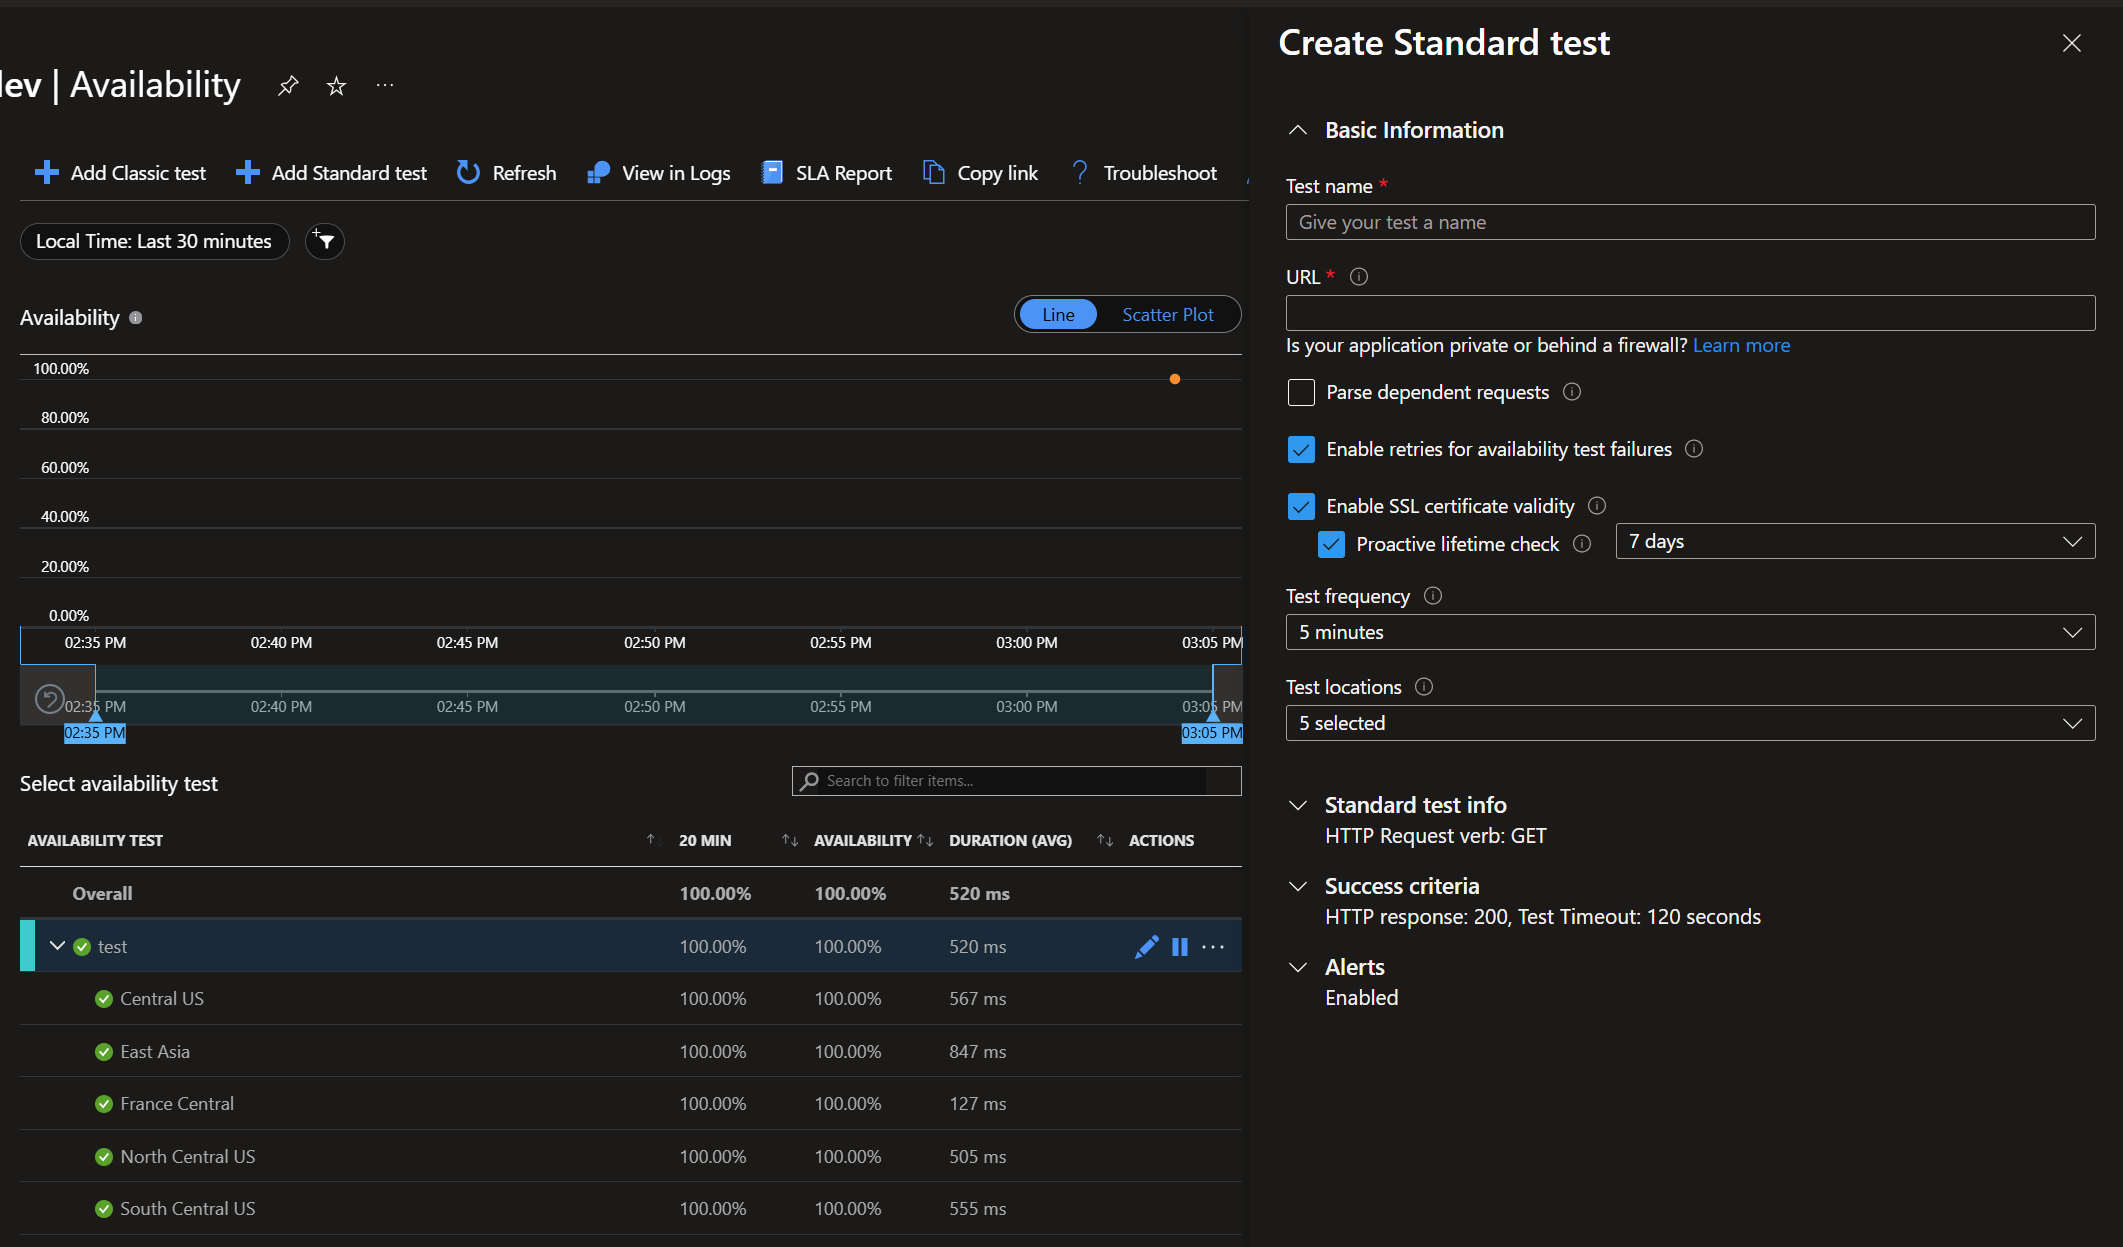 dev | Availability
Add Classic test
Add Standard test
Refresh
View in Logs
SLA Report
Copy link
Troubleshoot
Local Time: Last 30 minutes
Availability
Line
Scatter Plot
100.00%
80.00%
60.00%
40.00%
20.00%
0.00%
02:35 PM 02:40 PM 02:45 PM 02:50 PM 02:55 PM 03:00 PM 03:05 PM
02:35 PM 02:40 PM 02:45 PM 02:50 PM 02:55 PM 03:00 PM 03:05 PM
02:35 PM 03:05 PM
Select availability test
Search to filter items...
AVAILABILITY TEST 20 MIN AVAILABILITY DURATION (AVG) ACTIONS
Overall 100.00% 100.00% 520 ms
test 100.00% 100.00% 520 ms
Central US 100.00% 100.00% 567 ms
East Asia 100.00% 100.00% 847 ms
France Central 100.00% 100.00% 127 ms
North Central US 100.00% 100.00% 505 ms
South Central US 100.00% 100.00% 555 ms
Create Standard test
Basic Information
Test name *
Give your test a name
URL *
Is your application private or behind a firewall? Learn more
Parse dependent requests
Enable retries for availability test failures
Enable SSL certificate validity
Proactive lifetime check
7 days
Test frequency
5 minutes
Test locations
5 selected
Standard test info
HTTP Request verb: GET
Success criteria
HTTP response: 200, Test Timeout: 120 seconds
Alerts
Enabled